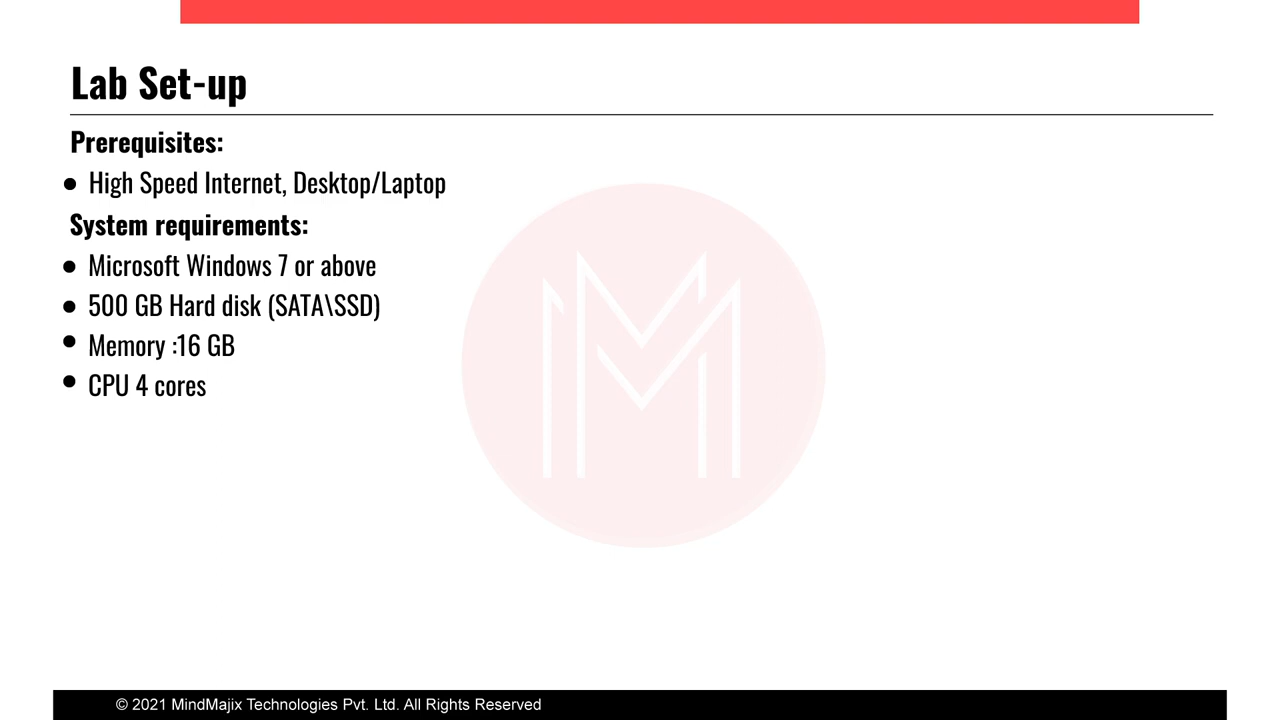 Lab Set-up
Prerequisites:
● High Speed Internet, Desktop/Laptop
System requirements:
● Microsoft Windows 7 or above
● 500 GB Hard disk (SATA\SSD)
● Memory :16 GB
● CPU 4 cores
© 2021 MindMajix Technologies Pvt. Ltd. All Rights Reserved